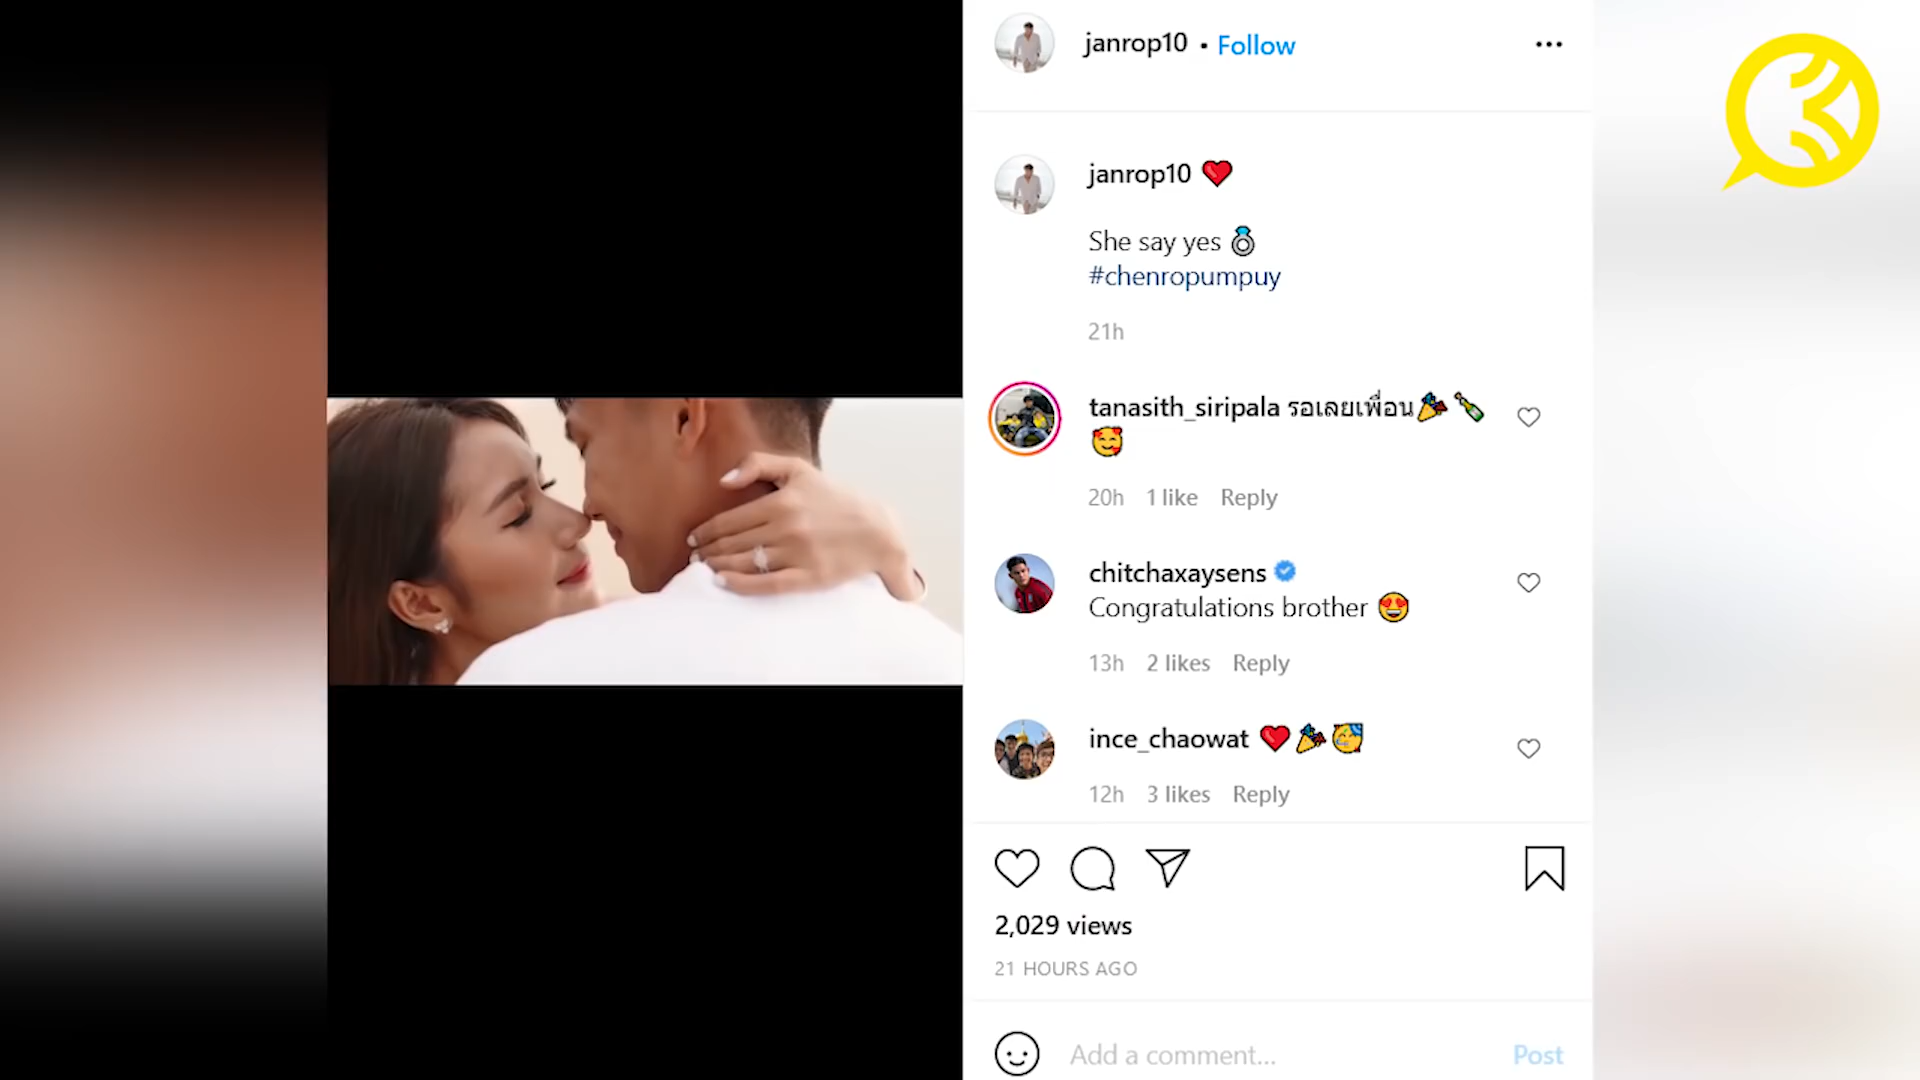 janrop10 • Follow
janrop10 ❤️
She say yes 💍
#chenropumpuy
21h
tanasith_siripala รอเลยเพื่อน🎉🍾
🥰
20h 1 like Reply
chitchaxaysens
Congratulations brother 😍
13h 2 likes Reply
ince_chaowat ❤️🎉🥳
12h 3 likes Reply
2,029 views
21 HOURS AGO
Add a comment... Post